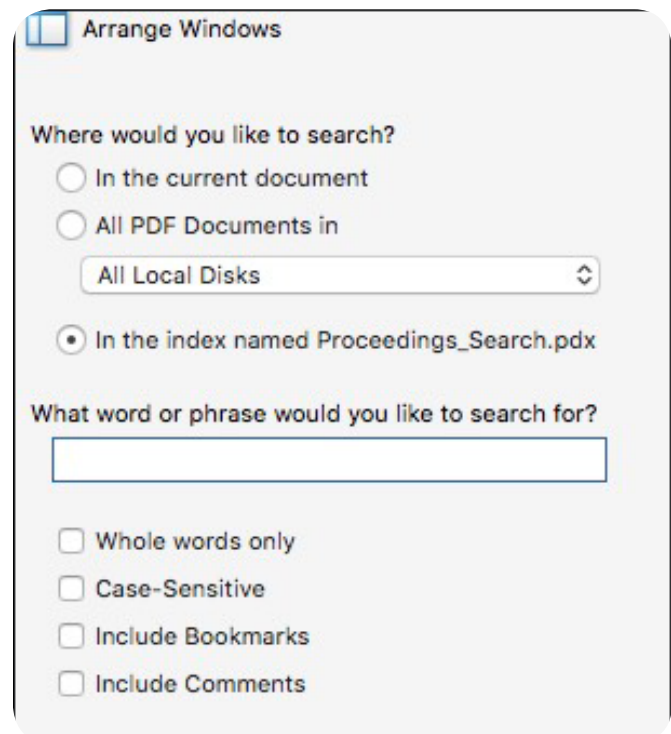 Arrange Windows
Where would you like to search?
In the current document
All PDF Documents in
All Local Disks
In the index named Proceedings_Search.pdx
What word or phrase would you like to search for?
Whole words only
Case-Sensitive
Include Bookmarks
Include Comments